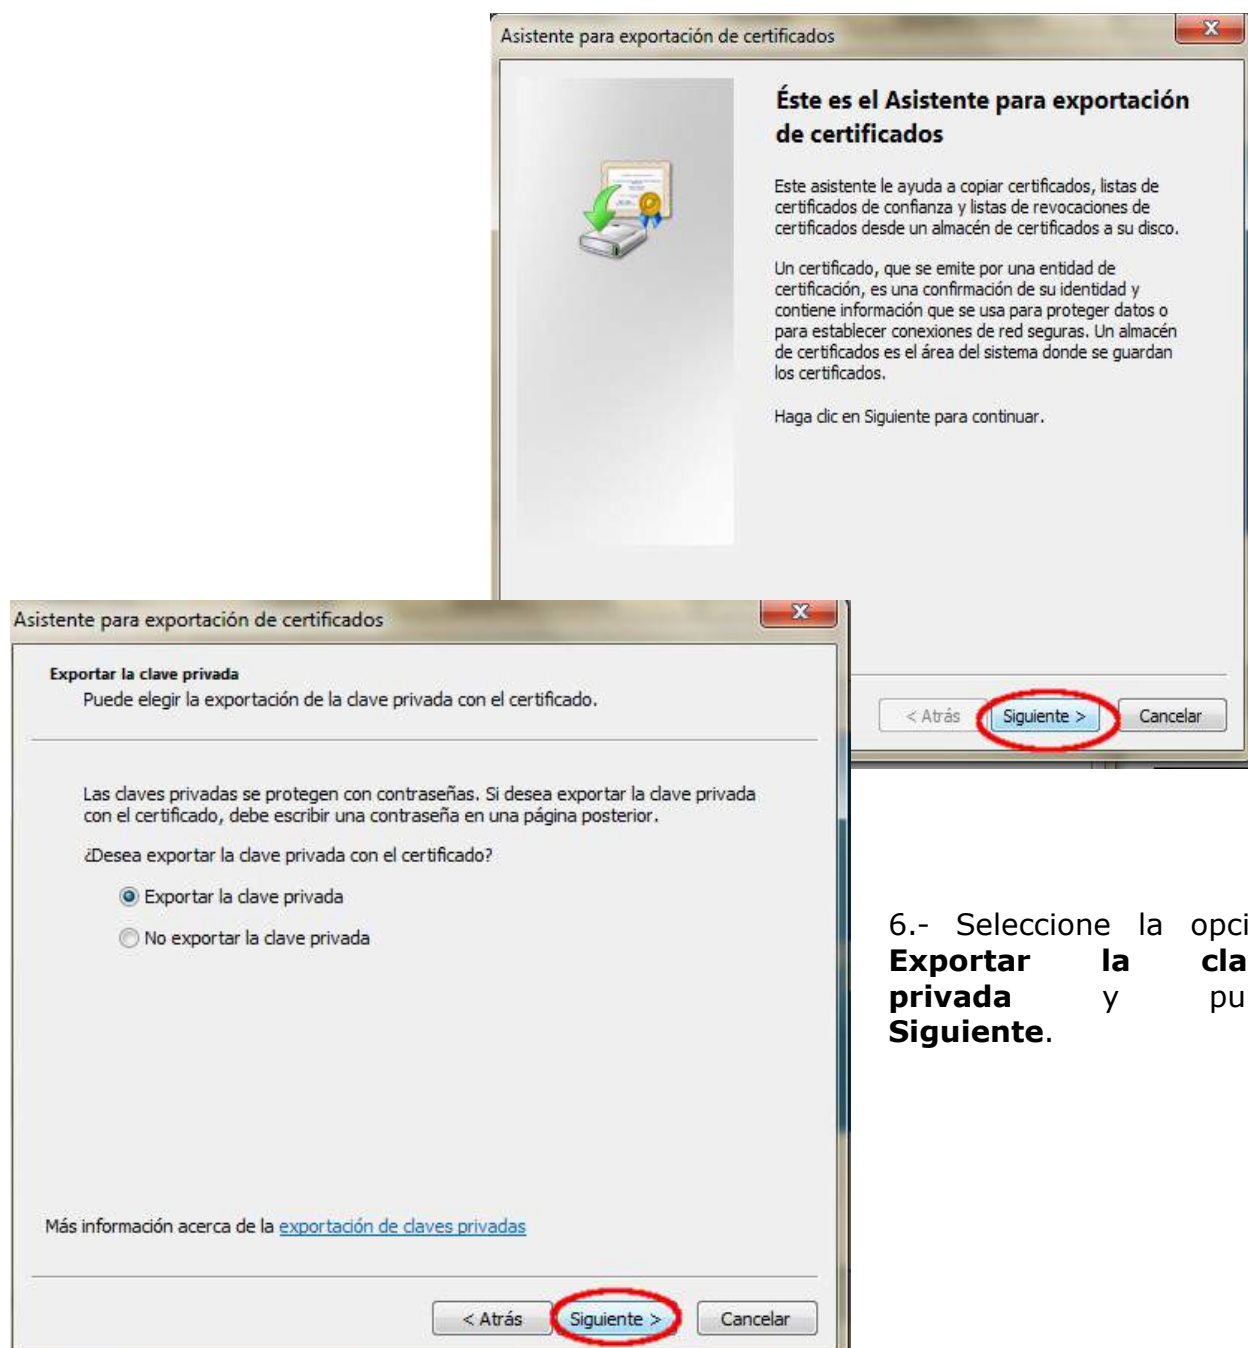 Asistente para exportación de certificados
X
Éste es el Asistente para exportación
de certificados
Este asistente le ayuda a copiar certificados, listas de
certificados de confianza y listas de revocaciones de
certificados desde un almacén de certificados a su disco.
Un certificado, que se emite por una entidad de
certificación, es una confirmación de su identidad y
contiene información que se usa para proteger datos o
para establecer conexiones de red seguras. Un almacén
de certificados es el área del sistema donde se guardan
los certificados.
Haga clic en Siguiente para continuar.
< Atrás Siguiente > Cancelar
Asistente para exportación de certificados
X
Exportar la clave privada
Puede elegir la exportación de la clave privada con el certificado.
Las claves privadas se protegen con contraseñas. Si desea exportar la clave privada
con el certificado, debe escribir una contraseña en una página posterior.
¿Desea exportar la clave privada con el certificado?
Exportar la clave privada
No exportar la clave privada
Más información acerca de la exportación de claves privadas
< Atrás Siguiente > Cancelar
6.- Seleccione la opci
Exportar la cla
privada y pu
Siguiente.